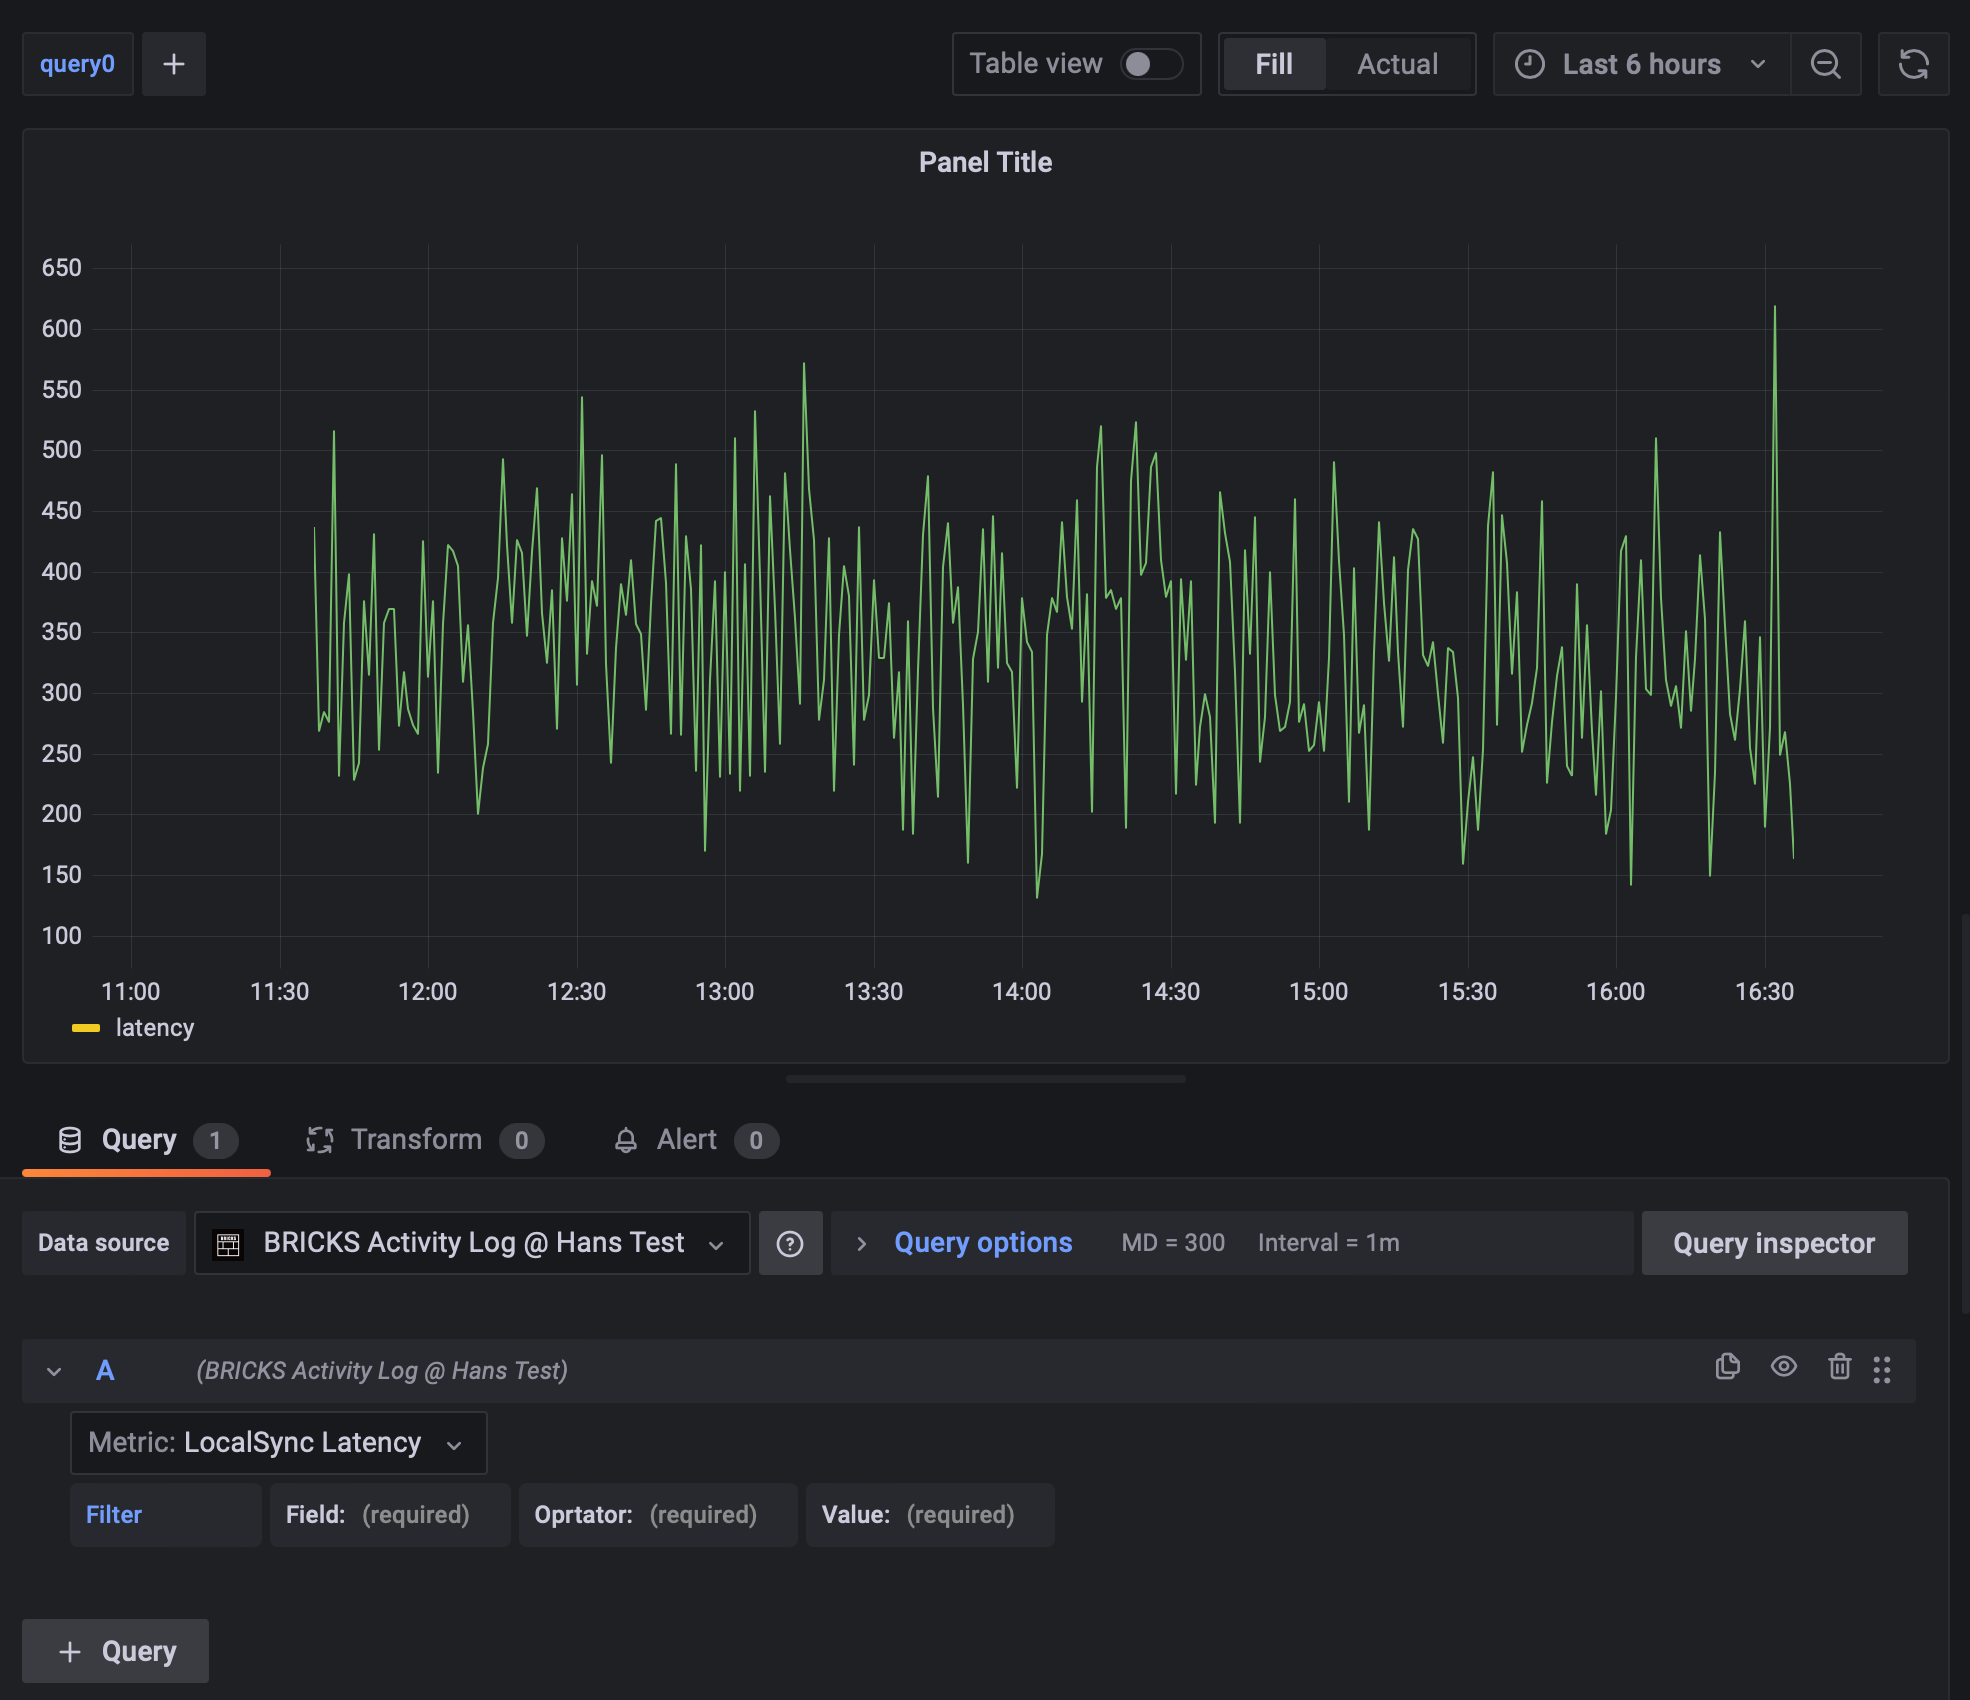 query0 + Table view Fill Actual Last 6 hours
Panel Title
650
600
550
500
450
400
350
300
250
200
150
100
11:00 11:30 12:00 12:30 13:00 13:30 14:00 14:30 15:00 15:30 16:00 16:30
latency
Query 1 Transform 0 Alert 0
Data source BRICKS Activity Log @ Hans Test ? Query options MD = 300 Interval = 1m Query inspector
A (BRICKS Activity Log @ Hans Test)
Metric: LocalSync Latency
Filter Field: (required) Oprtator: (required) Value: (required)
+ Query